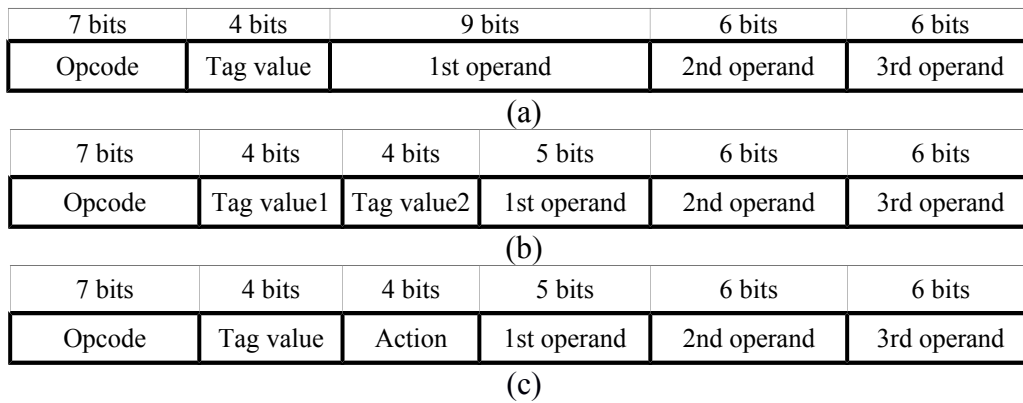 7 bits 4 bits 9 bits 6 bits 6 bits
Opcode Tag value 1st operand 2nd operand 3rd operand
(a)
7 bits 4 bits 4 bits 5 bits 6 bits 6 bits
Opcode Tag value1 Tag value2 1st operand 2nd operand 3rd operand
(b)
7 bits 4 bits 4 bits 5 bits 6 bits 6 bits
Opcode Tag value Action 1st operand 2nd operand 3rd operand
(c)